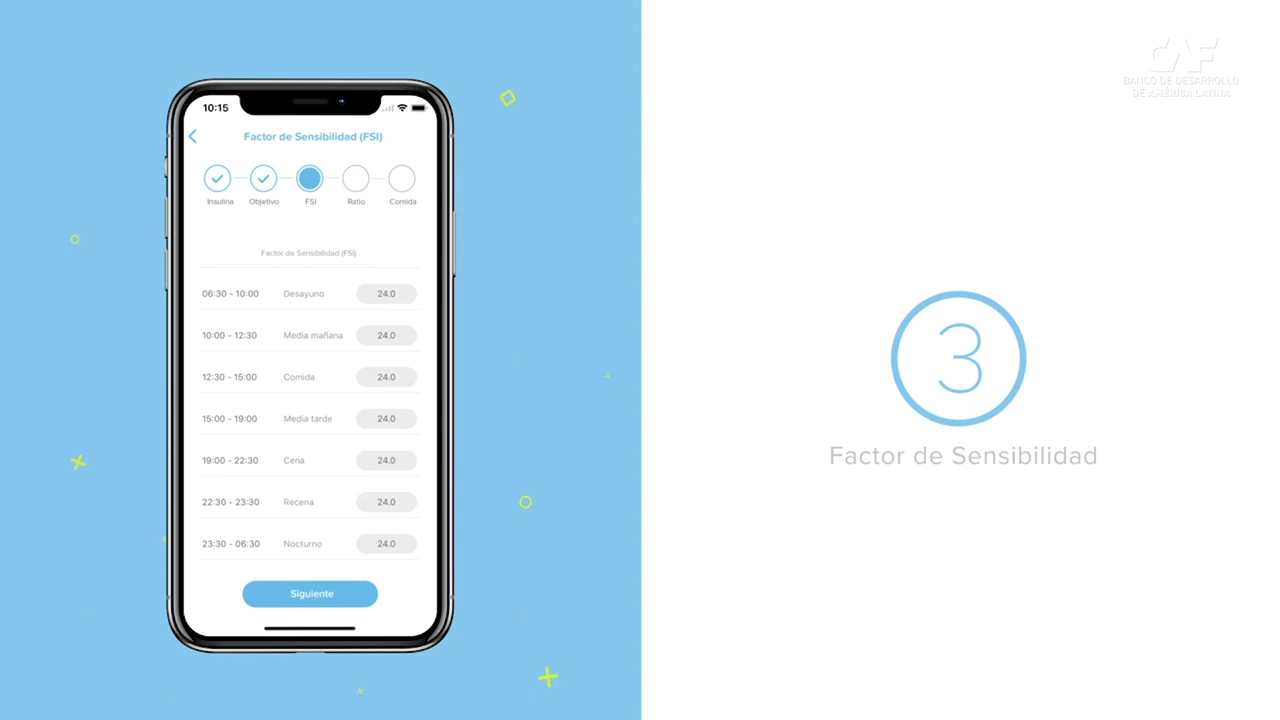 10:15
Factor de Sensibilidad (FSI)
Insulina Objetivo FSI Ratio Comida
Factor de Sensibilidad (FSI)
06:30 - 10:00 Desayuno 24.0
10:00 - 12:30 Media mañana 24.0
12:30 - 15:00 Comida 24.0
15:00 - 19:00 Media tarde 24.0
19:00 - 22:30 Cena 24.0
22:30 - 23:30 Recena 24.0
23:30 - 06:30 Nocturno 24.0
Siguiente
CAF
BANCO DE DESARROLLO
DE AMÉRICA LATINA
3
Factor de Sensibilidad